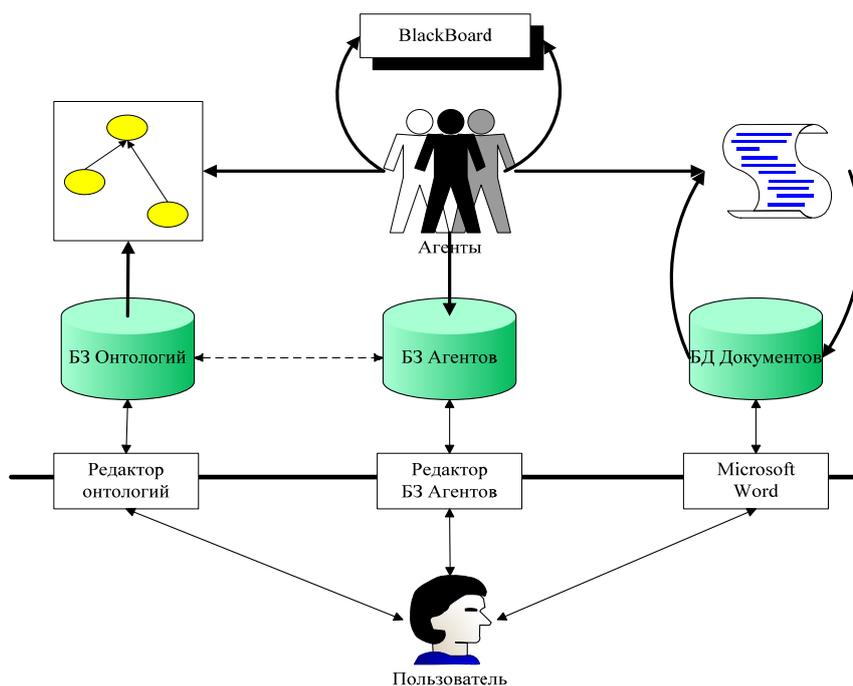 BlackBoard
Агенты
БЗ Онтологий
БЗ Агентов
БД Документов
Редактор
онтологий
Редактор
БЗ Агентов
Microsoft
Word
Пользователь